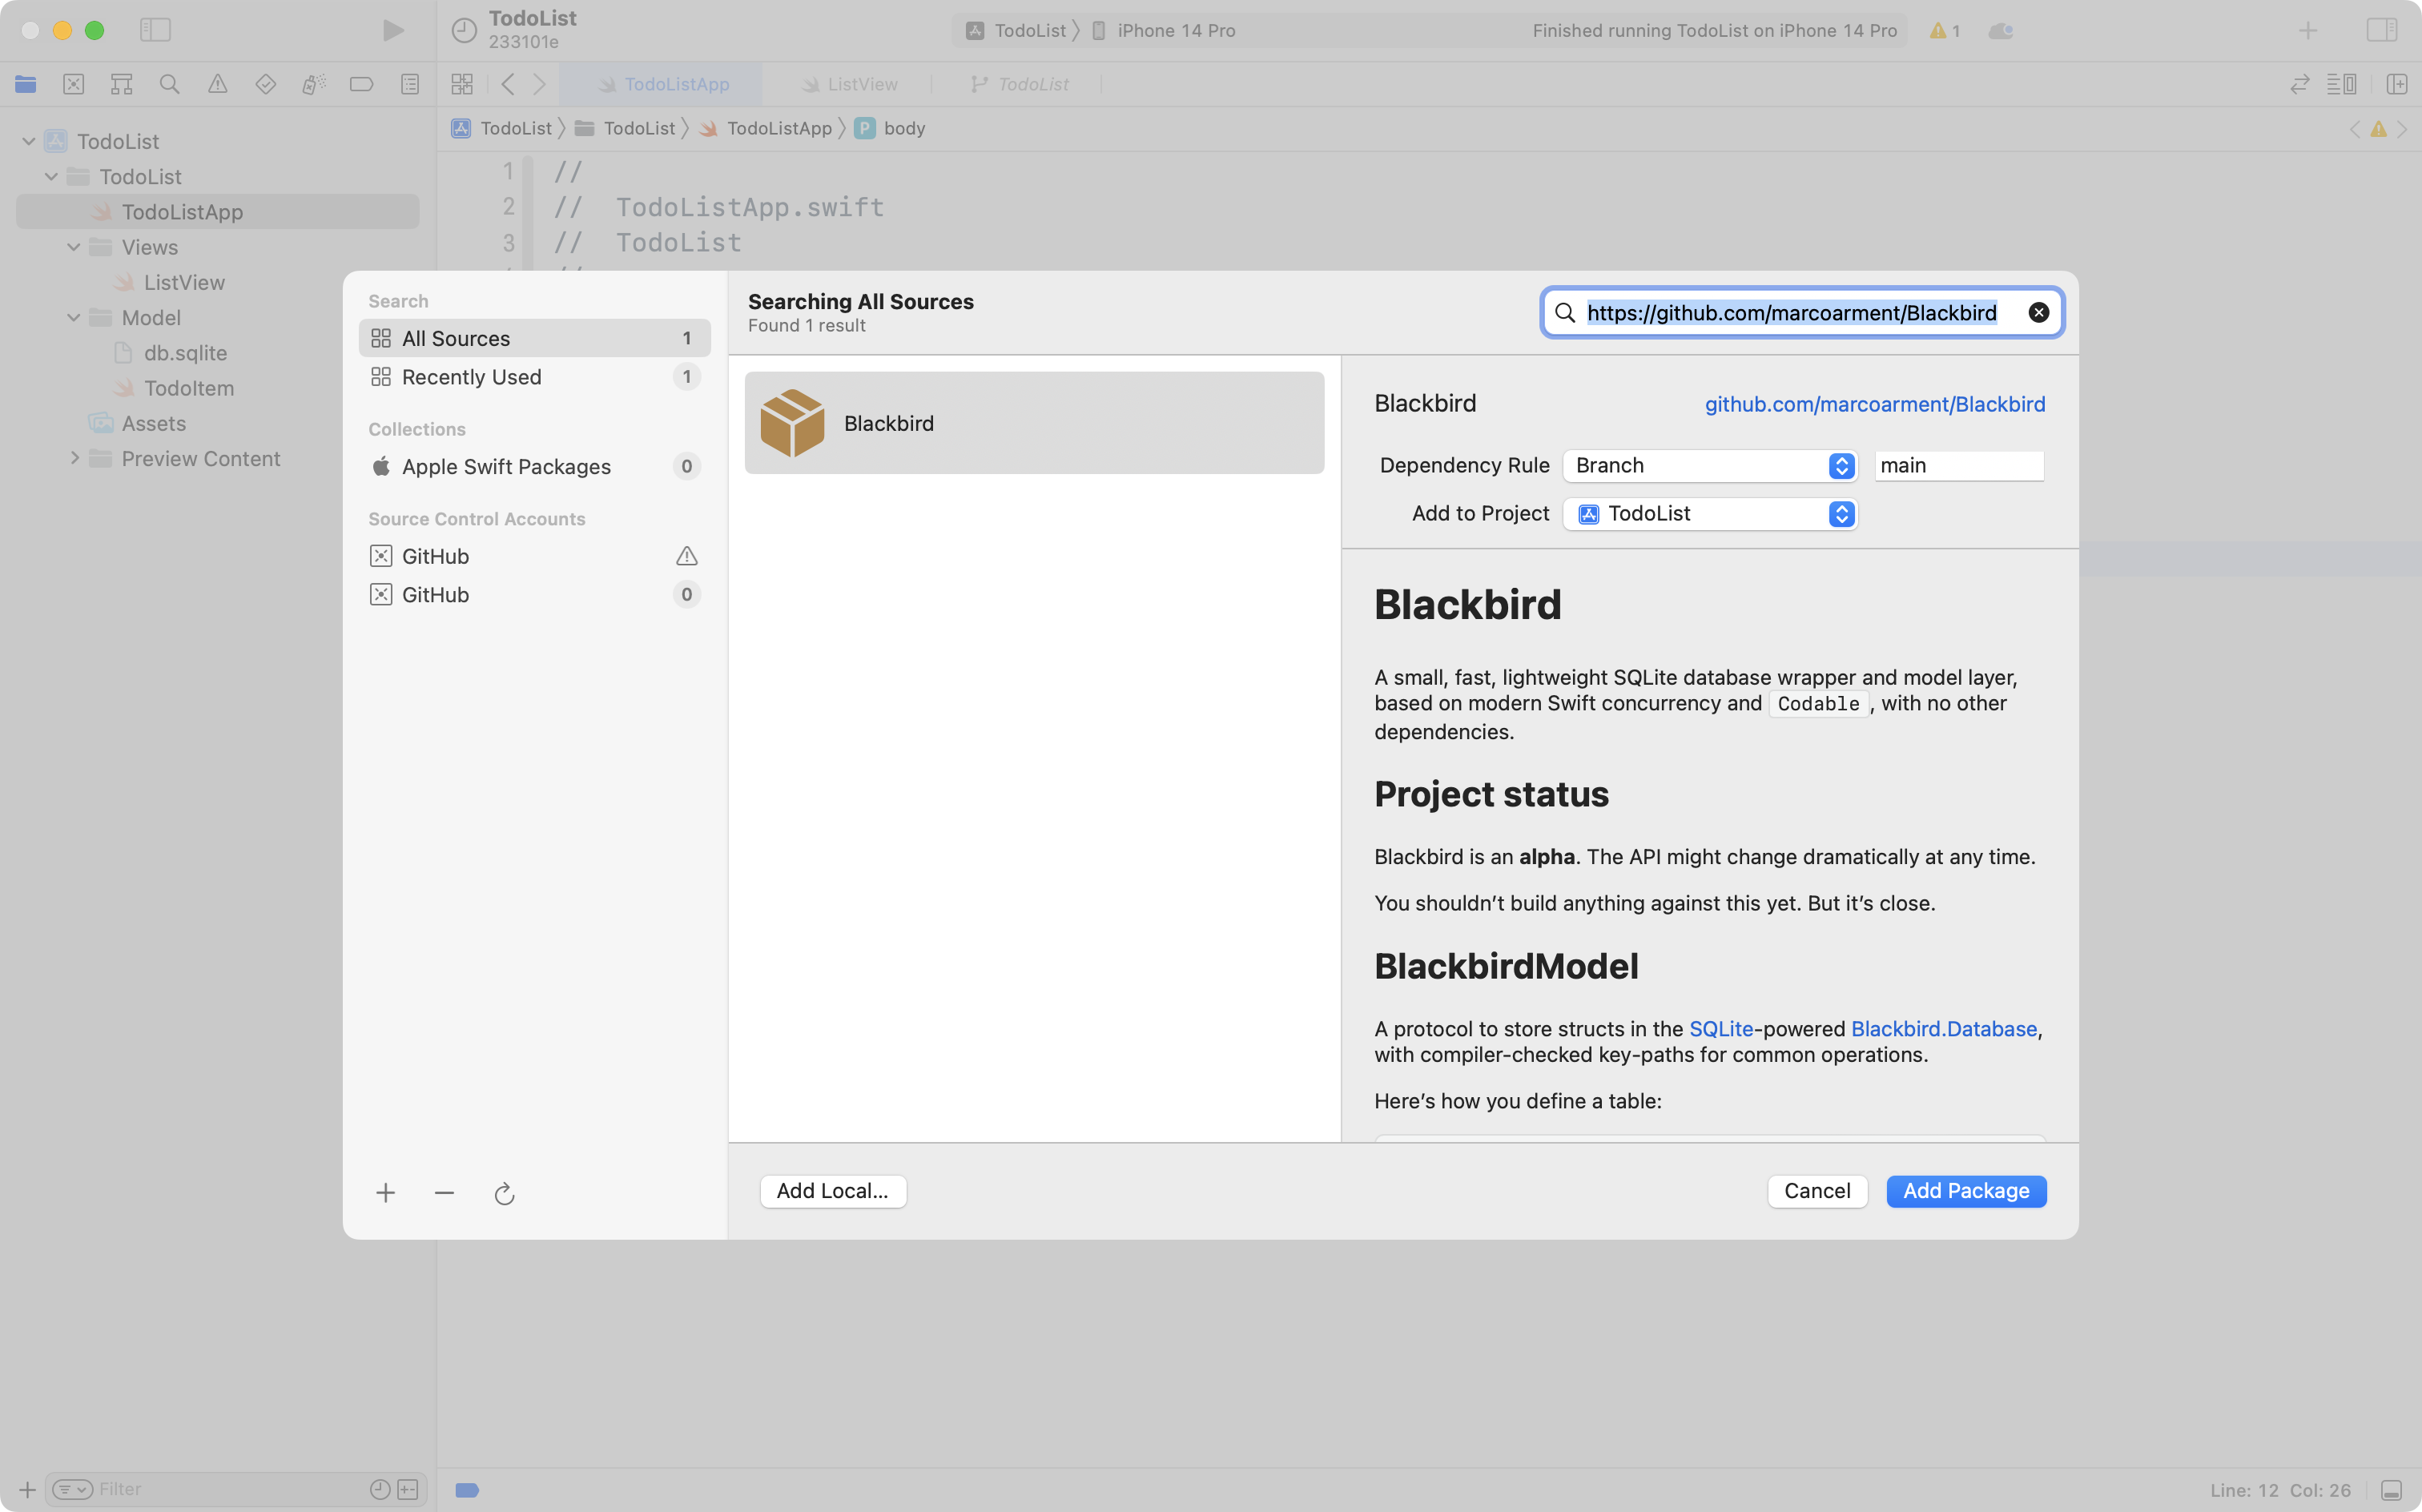 TodoList
233101e
TodoList 〉 iPhone 14 Pro
Finished running TodoList on iPhone 14 Pro
1
TodoListApp
ListView
TodoList
TodoList 〉 TodoList 〉 TodoListApp 〉 P body
TodoList
TodoList
TodoListApp
Views
ListView
Model
db.sqlite
TodoItem
Assets
Preview Content
1 //
2 //  TodoListApp.swift
3 //  TodoList
Search
All Sources 1
Recently Used 1
Collections
Apple Swift Packages 0
Source Control Accounts
GitHub
GitHub 0
Searching All Sources
Found 1 result
https://github.com/marcoarment/Blackbird
Blackbird
Blackbird
github.com/marcoarment/Blackbird
Dependency Rule Branch main
Add to Project TodoList
Blackbird
A small, fast, lightweight SQLite database wrapper and model layer,
based on modern Swift concurrency and Codable, with no other
dependencies.
Project status
Blackbird is an alpha. The API might change dramatically at any time.
You shouldn’t build anything against this yet. But it’s close.
BlackbirdModel
A protocol to store structs in the SQLite-powered Blackbird.Database,
with compiler-checked key-paths for common operations.
Here’s how you define a table:
Add Local...
Cancel
Add Package
Filter
Line: 12 Col: 26